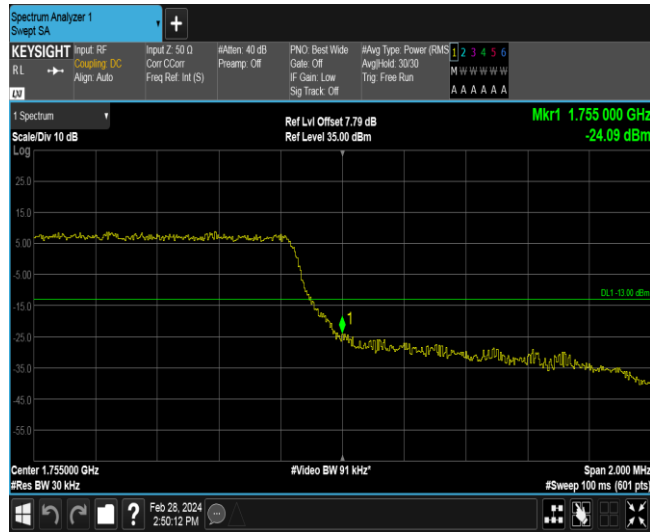 Spectrum Analyzer 1
Swept SA
+
KEYSIGHT
RL
LXI
Input: RF
Coupling: DC
Align: Auto
Input Z: 50 Ω
Corr CCorr
Freq Ref: Int (S)
#Atten: 40 dB
Preamp: Off
PNO: Best Wide
Gate: Off
IF Gain: Low
Sig Track: Off
#Avg Type: Power (RMS
Avg|Hold: 30/30
Trig: Free Run
1 2 3 4 5 6
M W W W W W
A A A A A A
1 Spectrum
Scale/Div 10 dB
Log
Ref Lvl Offset 7.79 dB
Ref Level 35.00 dBm
Mkr1 1.755 000 GHz
-24.09 dBm
25.0
15.0
5.00
-5.00
DL1 -13.00 dBm
-15.0
1
-25.0
-35.0
-45.0
-55.0
Center 1.755000 GHz
#Res BW 30 kHz
#Video BW 91 kHz*
Span 2.000 MHz
#Sweep 100 ms (601 pts)
?
Feb 28, 2024
2:50:12 PM